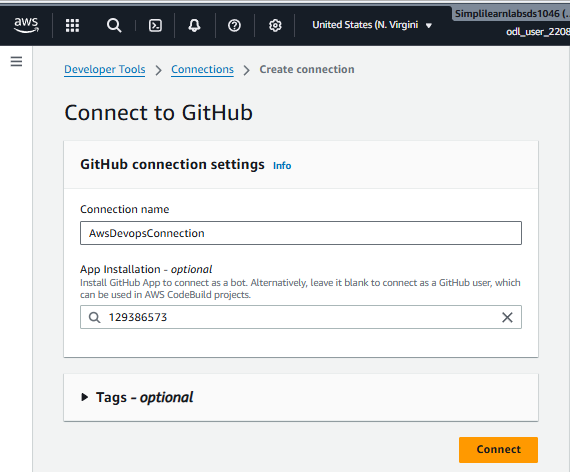 aws
United States (N. Virgini
Simplilearnlabsds1046 (...
odl_user_2208
Developer Tools > Connections > Create connection
Connect to GitHub
GitHub connection settings Info
Connection name
AwsDevopsConnection
App Installation - optional
Install GitHub App to connect as a bot. Alternatively, leave it blank to connect as a GitHub user, which
can be used in AWS CodeBuild projects.
129386573
Tags - optional
Connect